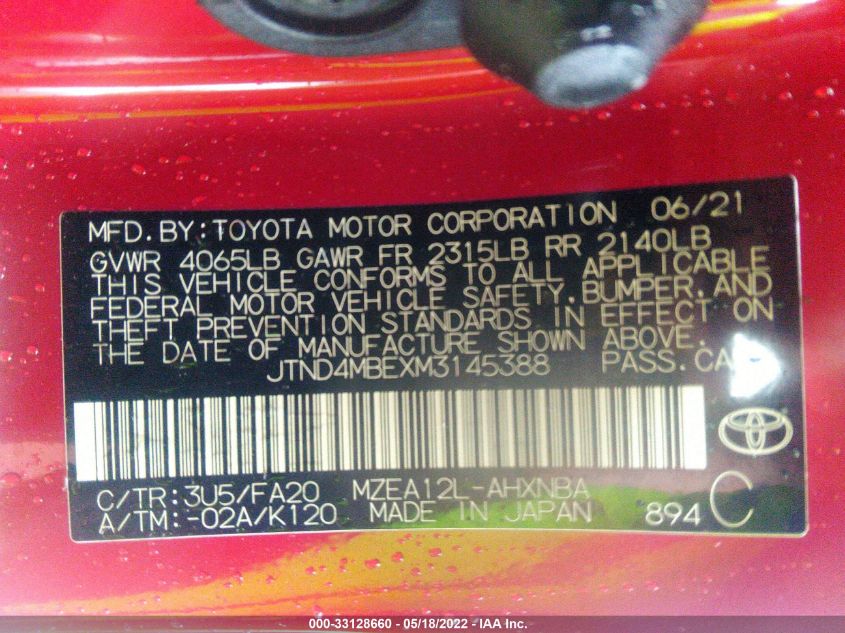 MFD.BY:TOYOTA MOTOR CORPORATION 06/21
GVWR 4065LB GAWR FR 2315LB RR 2140LB
THIS VEHICLE CONFORMS TO ALL APPLICABLE
FEDERAL MOTOR VEHICLE SAFETY,BUMPER,AND
THEFT PREVENTION STANDARDS IN EFFECT ON
THE DATE OF MANUFACTURE SHOWN ABOVE.
JTND4MBEXM3145388 PASS.CA
C/TR:3U5/FA20 MZEA12L-AHXNBA
A/TM:-02A/K120 MADE IN JAPAN 894 C
000-33128660 - 05/18/2022 - IAA Inc.